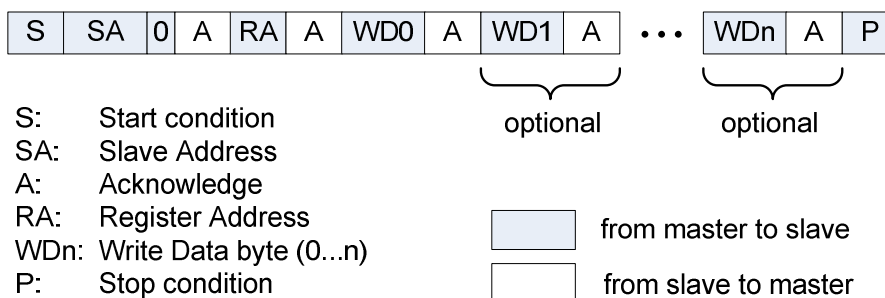 S SA 0 A RA A WD0 A WD1 A ••• WDn A P
optional optional
S: Start condition
SA: Slave Address
A: Acknowledge
RA: Register Address
WDn: Write Data byte (0...n)
P: Stop condition
from master to slave
from slave to master